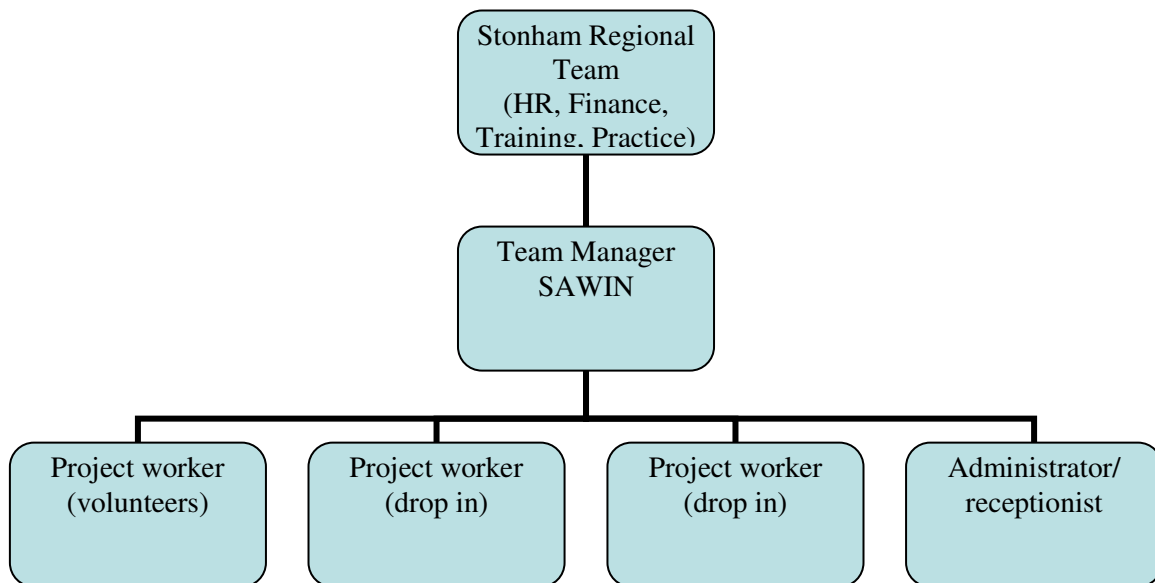 Stonham Regional
Team
(HR, Finance,
Training, Practice)
Team Manager
SAWIN
Project worker
(volunteers)
Project worker
(drop in)
Project worker
(drop in)
Administrator/
receptionist